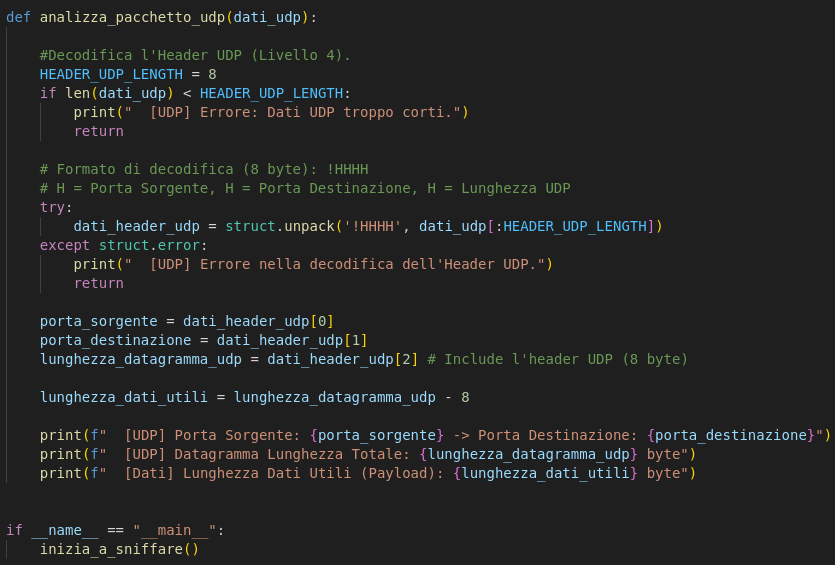 def analizza_pacchetto_udp(dati_udp):
#Decodifica l'Header UDP (Livello 4).
HEADER_UDP_LENGTH = 8
if len(dati_udp) < HEADER_UDP_LENGTH:
print("  [UDP] Errore: Dati UDP troppo corti.")
return
# Formato di decodifica (8 byte): !HHHH
# H = Porta Sorgente, H = Porta Destinazione, H = Lunghezza UDP
try:
dati_header_udp = struct.unpack('!HHHH', dati_udp[:HEADER_UDP_LENGTH])
except struct.error:
print("  [UDP] Errore nella decodifica dell'Header UDP.")
return
porta_sorgente = dati_header_udp[0]
porta_destinazione = dati_header_udp[1]
lunghezza_datagramma_udp = dati_header_udp[2] # Include l'header UDP (8 byte)
lunghezza_dati_utili = lunghezza_datagramma_udp - 8
print(f"  [UDP] Porta Sorgente: {porta_sorgente} -> Porta Destinazione: {porta_destinazione}")
print(f"  [UDP] Datagramma Lunghezza Totale: {lunghezza_datagramma_udp} byte")
print(f"  [Dati] Lunghezza Dati Utili (Payload): {lunghezza_dati_utili} byte")
if __name__ == "__main__":
inizia_a_sniffare()